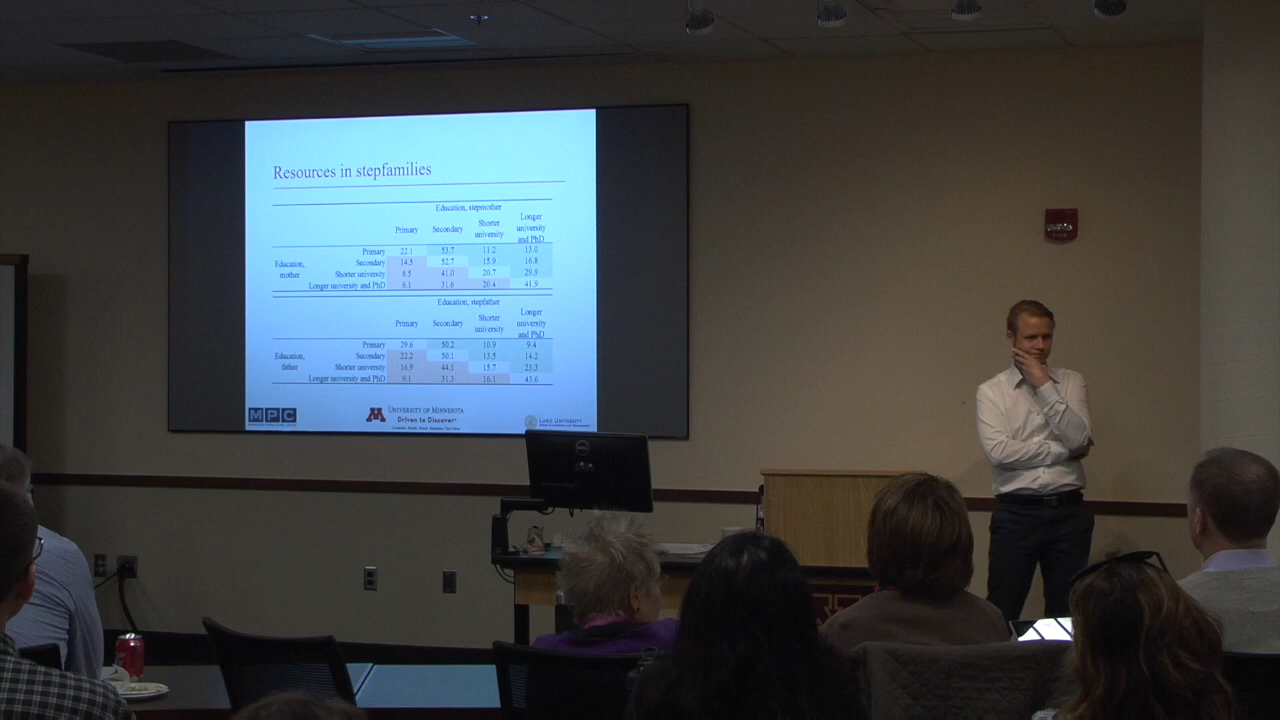 Resources in stepfamilies
Education, stepmother
Primary Secondary Shorter university Longer university and PhD
Education, mother
Primary 22.1 53.7 11.2 13.0
Secondary 14.5 52.7 15.9 16.8
Shorter university 8.5 41.0 20.7 29.9
Longer university and PhD 6.1 31.6 20.4 41.9
Education, stepfather
Primary Secondary Shorter university Longer university and PhD
Education, father
Primary 29.6 50.2 10.9 9.4
Secondary 22.2 50.1 13.5 14.2
Shorter university 16.9 44.1 15.7 23.3
Longer university and PhD 9.1 31.3 16.1 43.6
MPC
UNIVERSITY OF MINNESOTA
Driven to Discover
LUND UNIVERSITY
DELL